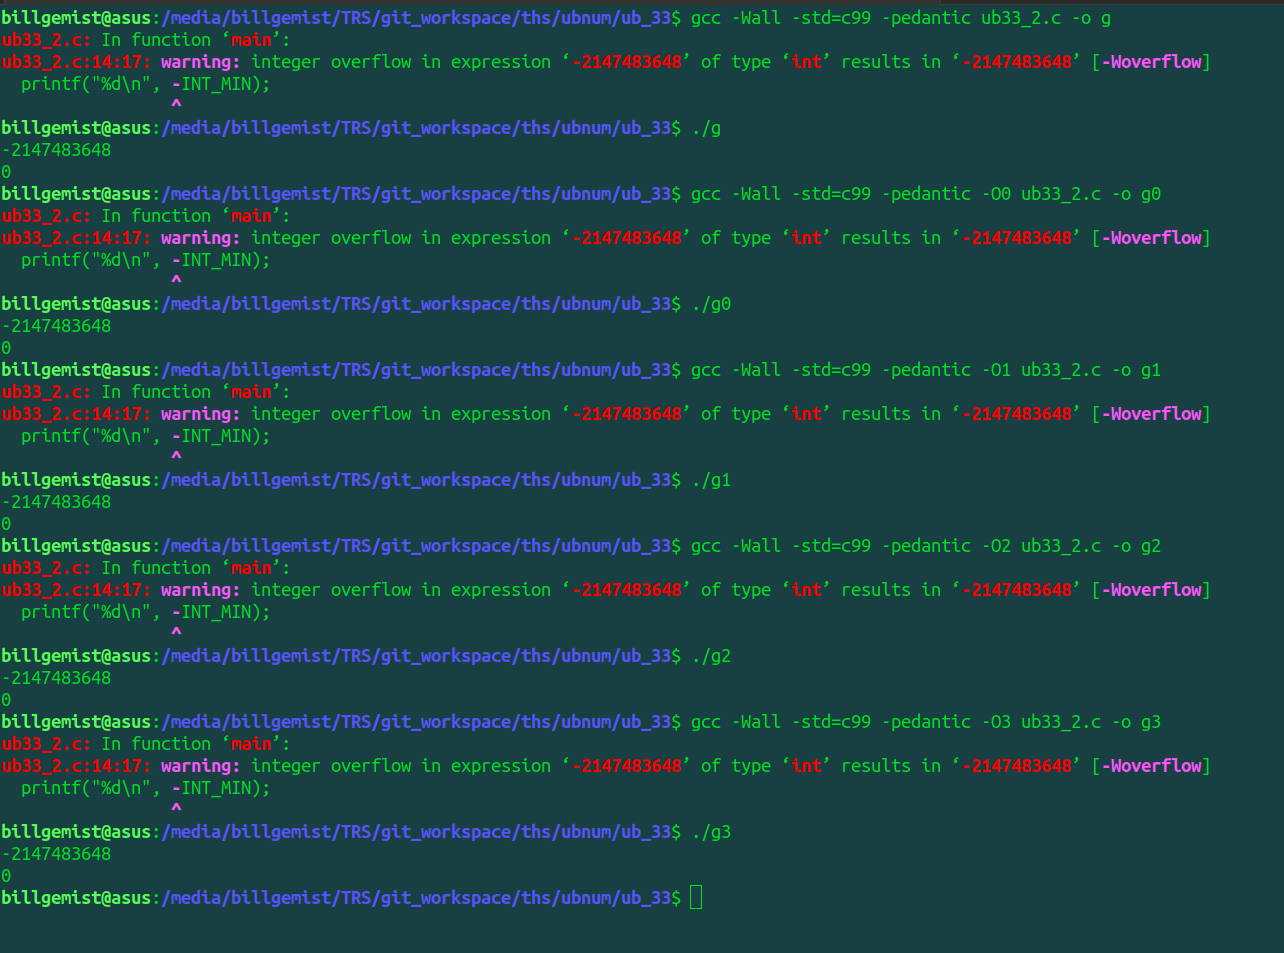 billgemist@asus:/media/billgemist/TRS/git_workspace/ths/ubnum/ub_33$ gcc -Wall -std=c99 -pedantic ub33_2.c -o g
ub33_2.c: In function ‘main’:
ub33_2.c:14:17: warning: integer overflow in expression ‘-2147483648’ of type ‘int’ results in ‘-2147483648’ [-Woverflow]
  printf("%d\n", -INT_MIN);
                 ^
billgemist@asus:/media/billgemist/TRS/git_workspace/ths/ubnum/ub_33$ ./g
-2147483648
0
billgemist@asus:/media/billgemist/TRS/git_workspace/ths/ubnum/ub_33$ gcc -Wall -std=c99 -pedantic -O0 ub33_2.c -o g0
ub33_2.c: In function ‘main’:
ub33_2.c:14:17: warning: integer overflow in expression ‘-2147483648’ of type ‘int’ results in ‘-2147483648’ [-Woverflow]
  printf("%d\n", -INT_MIN);
                 ^
billgemist@asus:/media/billgemist/TRS/git_workspace/ths/ubnum/ub_33$ ./g0
-2147483648
0
billgemist@asus:/media/billgemist/TRS/git_workspace/ths/ubnum/ub_33$ gcc -Wall -std=c99 -pedantic -O1 ub33_2.c -o g1
ub33_2.c: In function ‘main’:
ub33_2.c:14:17: warning: integer overflow in expression ‘-2147483648’ of type ‘int’ results in ‘-2147483648’ [-Woverflow]
  printf("%d\n", -INT_MIN);
                 ^
billgemist@asus:/media/billgemist/TRS/git_workspace/ths/ubnum/ub_33$ ./g1
-2147483648
0
billgemist@asus:/media/billgemist/TRS/git_workspace/ths/ubnum/ub_33$ gcc -Wall -std=c99 -pedantic -O2 ub33_2.c -o g2
ub33_2.c: In function ‘main’:
ub33_2.c:14:17: warning: integer overflow in expression ‘-2147483648’ of type ‘int’ results in ‘-2147483648’ [-Woverflow]
  printf("%d\n", -INT_MIN);
                 ^
billgemist@asus:/media/billgemist/TRS/git_workspace/ths/ubnum/ub_33$ ./g2
-2147483648
0
billgemist@asus:/media/billgemist/TRS/git_workspace/ths/ubnum/ub_33$ gcc -Wall -std=c99 -pedantic -O3 ub33_2.c -o g3
ub33_2.c: In function ‘main’:
ub33_2.c:14:17: warning: integer overflow in expression ‘-2147483648’ of type ‘int’ results in ‘-2147483648’ [-Woverflow]
  printf("%d\n", -INT_MIN);
                 ^
billgemist@asus:/media/billgemist/TRS/git_workspace/ths/ubnum/ub_33$ ./g3
-2147483648
0
billgemist@asus:/media/billgemist/TRS/git_workspace/ths/ubnum/ub_33$